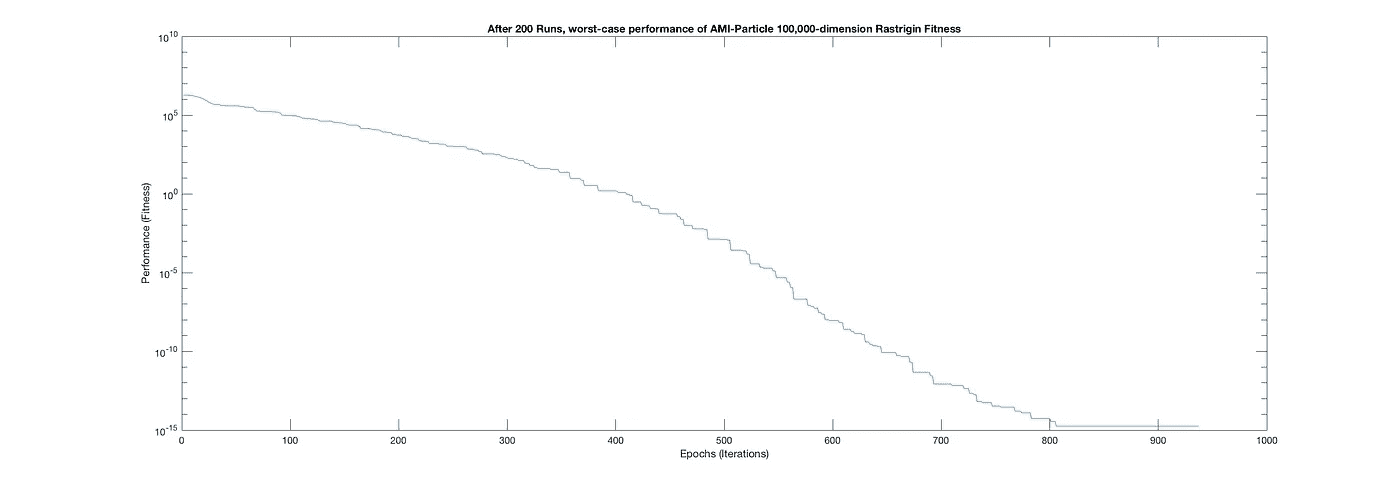 After 200 Runs, worst-case performance of AMI-Particle 100,000-dimension Rastrigin Fitness
10^10
10^5
10^0
10^-5
10^-10
10^-15
Perfomance (Fitness)
0 100 200 300 400 500 600 700 800 900 1000
Epochs (Iterations)